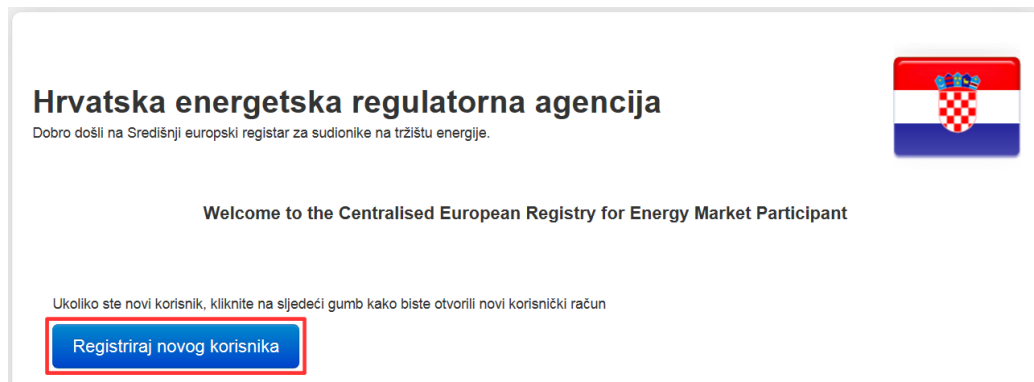 Hrvatska energetska regulatorna agencija
Dobro došli na Središnji europski registar za sudionike na tržištu energije.
Welcome to the Centralised European Registry for Energy Market Participant
Ukoliko ste novi korisnik, kliknite na sljedeći gumb kako biste otvorili novi korisnički račun
Registriraj novog korisnika